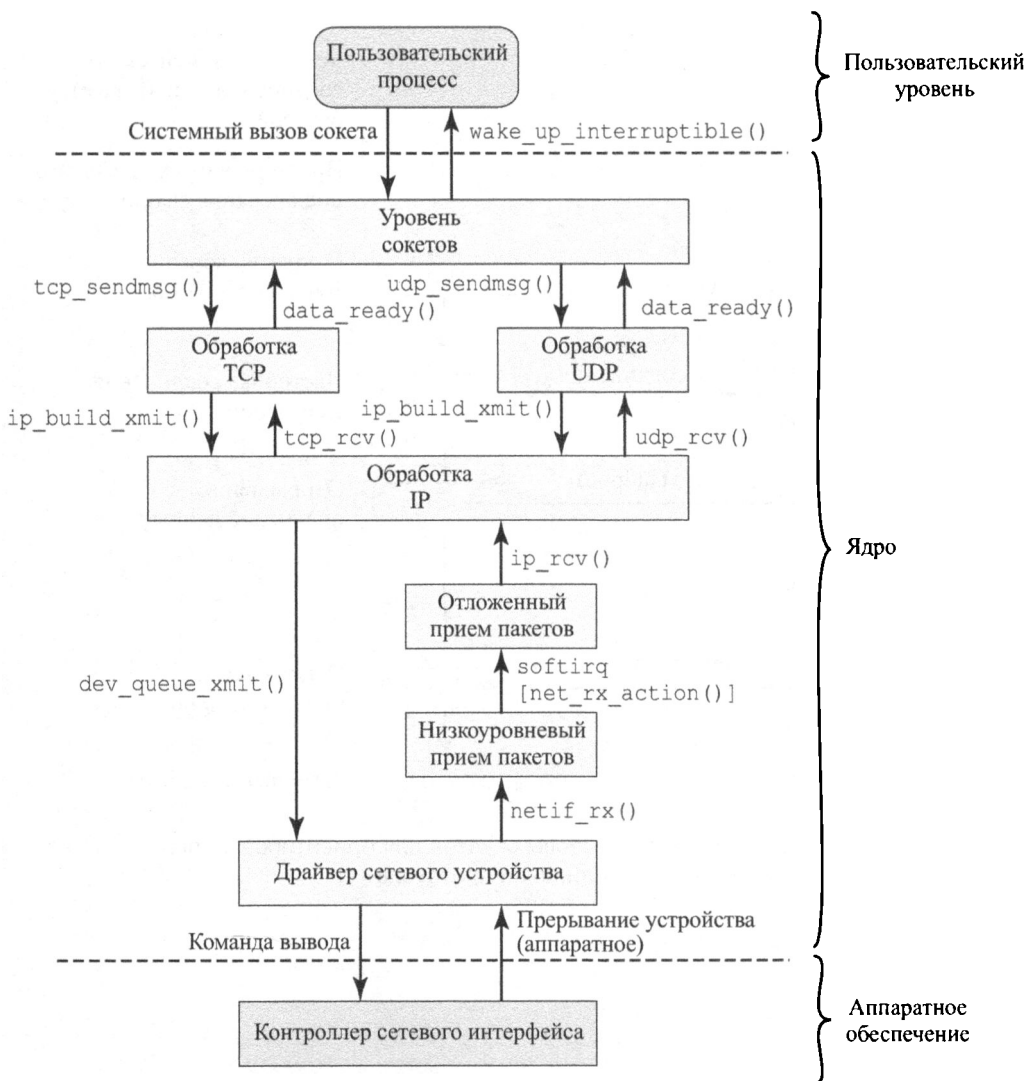 Пользовательский
процесс
Пользовательский
уровень
Системный вызов сокета
wake_up_interruptible()
Уровень
сокетов
tcp_sendmsg()
data_ready()
udp_sendmsg()
data_ready()
Обработка
TCP
Обработка
UDP
ip_build_xmit()
tcp_rcv()
ip_build_xmit()
udp_rcv()
Обработка
IP
Ядро
ip_rcv()
Отложенный
прием пакетов
softirq
[net_rx_action()]
dev_queue_xmit()
Низкоуровневый
прием пакетов
netif_rx()
Драйвер сетевого устройства
Команда вывода
Прерывание устройства
(аппаратное)
Контроллер сетевого интерфейса
Аппаратное
обеспечение